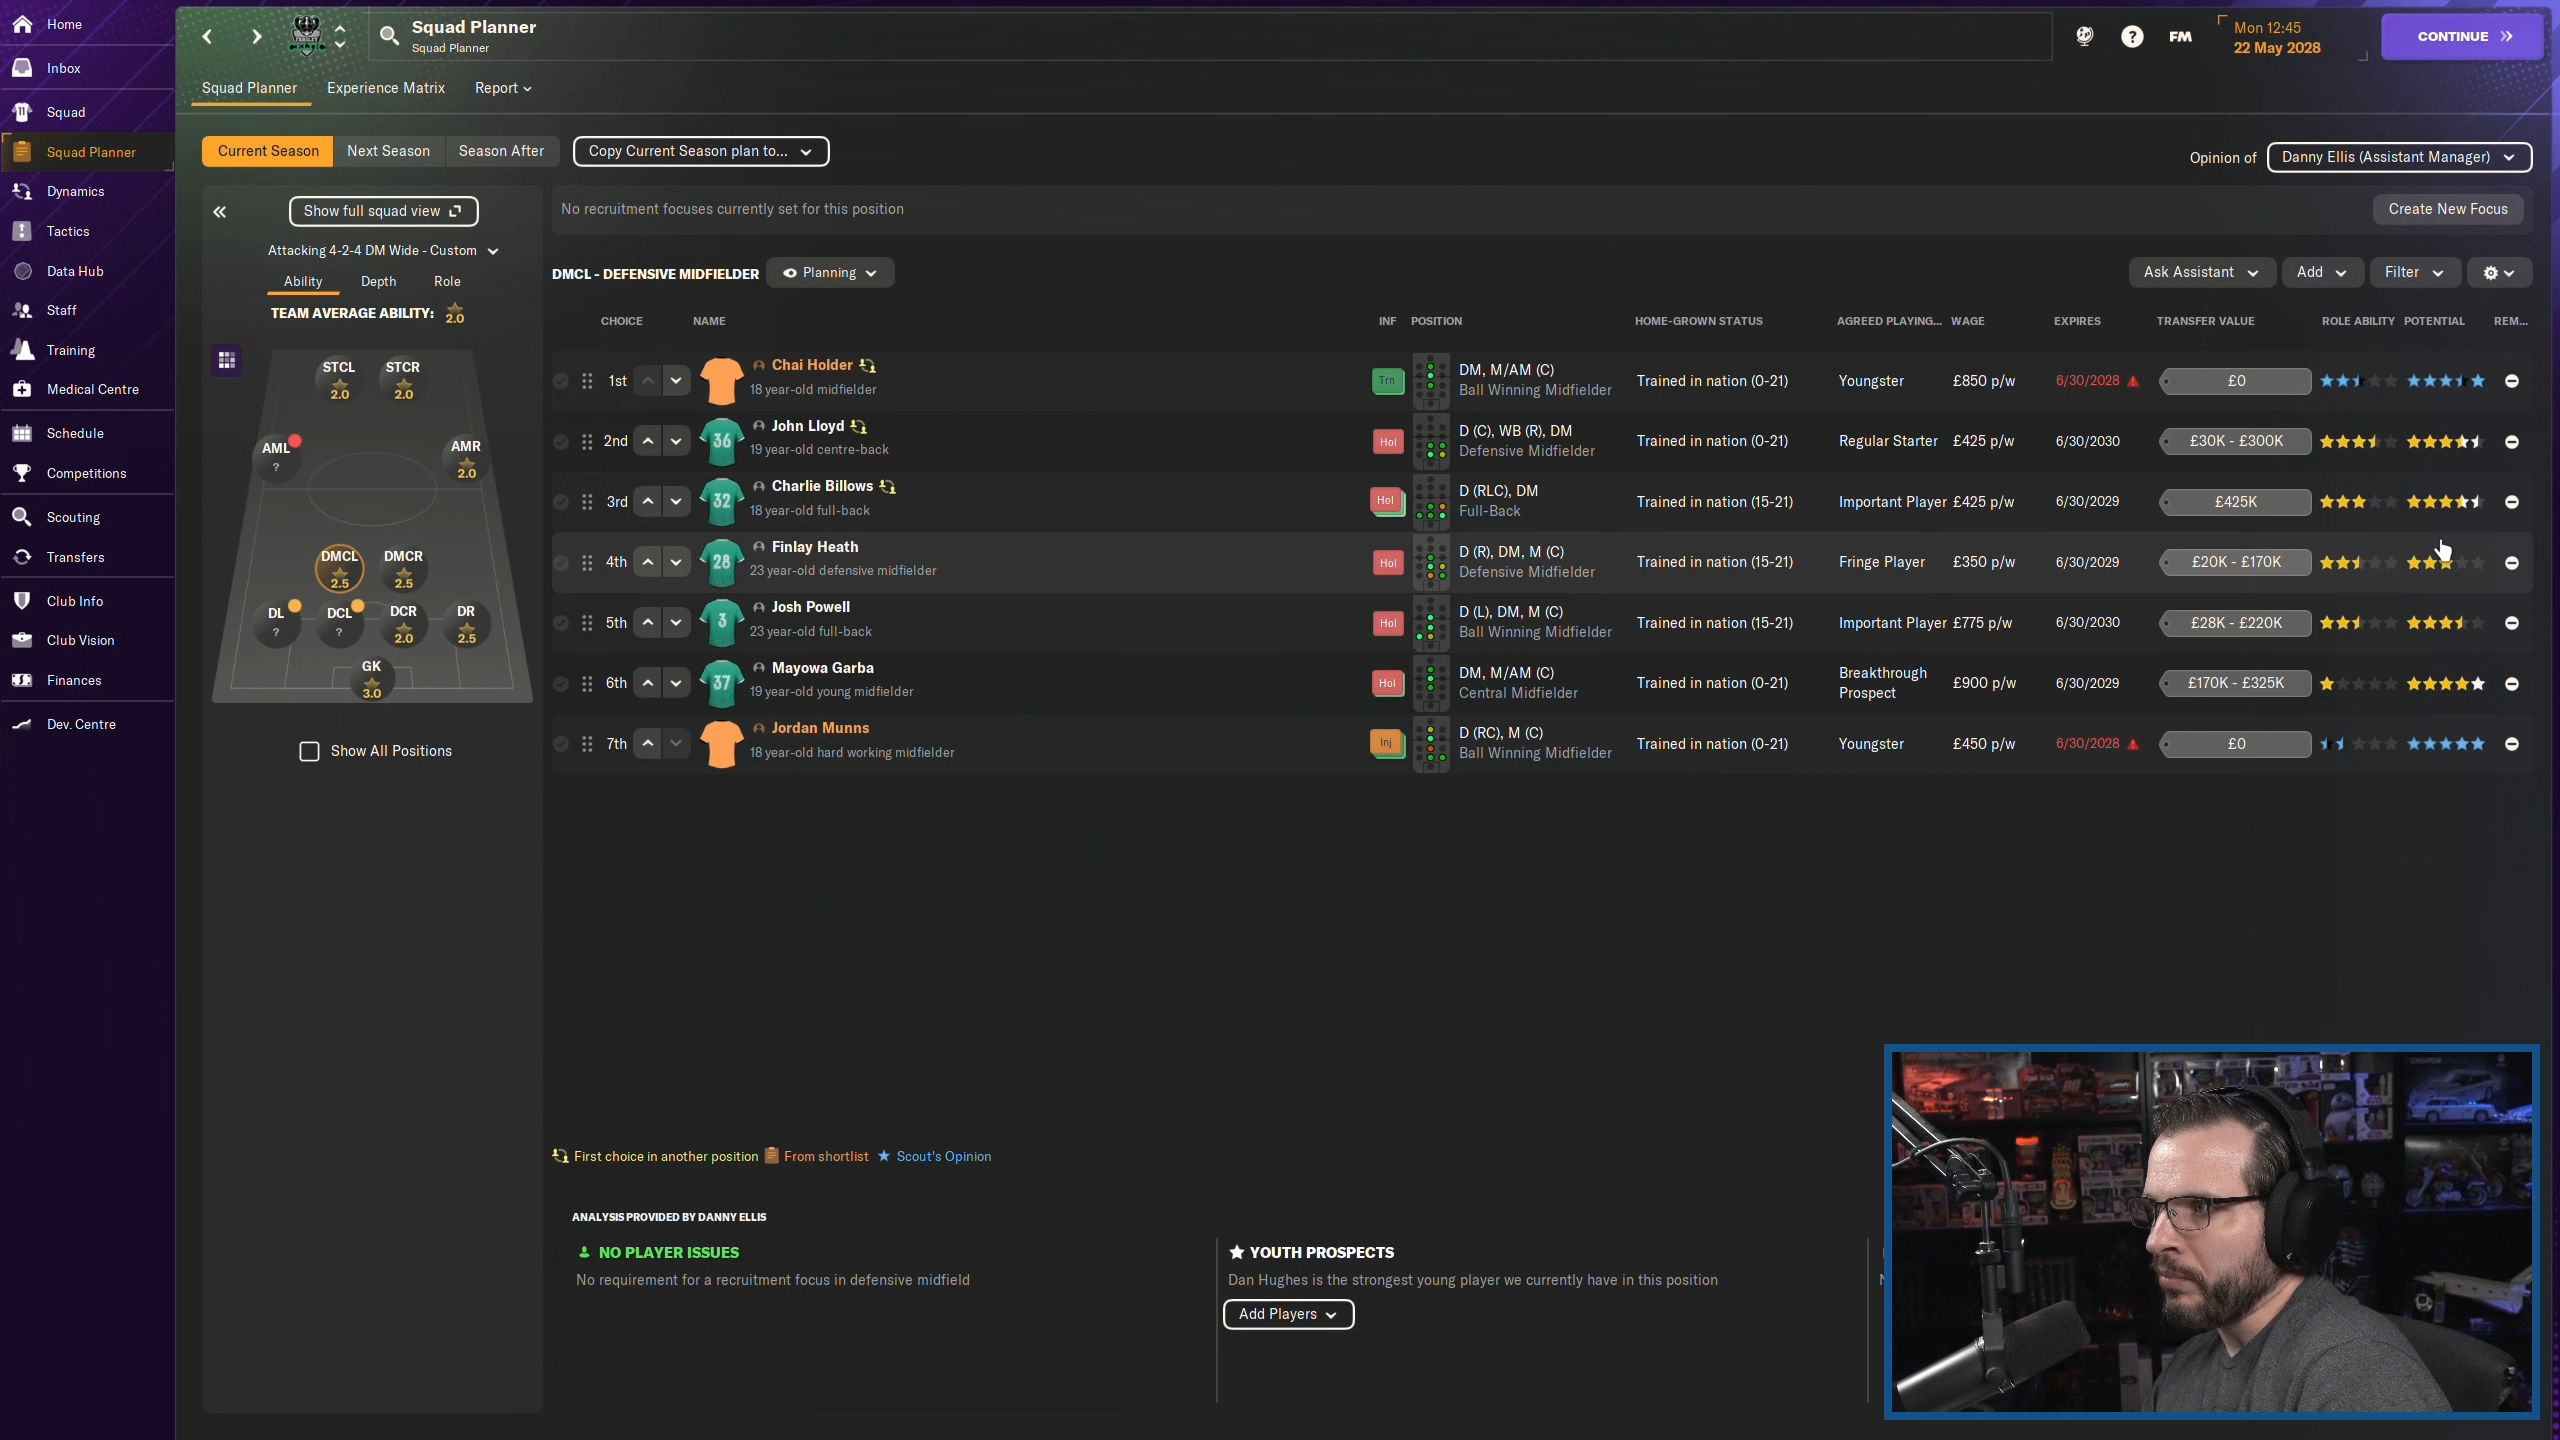 Home
Inbox
Squad
Squad Planner
Dynamics
Tactics
Data Hub
Staff
Training
Medical Centre
Schedule
Competitions
Scouting
Transfers
Club Info
Club Vision
Finances
Dev. Centre
Squad Planner
Squad Planner
FM
Mon 12:45
22 May 2028
CONTINUE
Squad Planner Experience Matrix Report
Current Season Next Season Season After Copy Current Season plan to...
Opinion of Danny Ellis (Assistant Manager)
Show full squad view
Attacking 4-2-4 DM Wide - Custom
Ability Depth Role
TEAM AVERAGE ABILITY: 2.0
STCL STCR
2.0 2.0
AML AMR
? 2.0
DMCL DMCR
2.5 2.5
DL DCL DCR DR
? ? 2.0 2.5
GK
3.0
Show All Positions
No recruitment focuses currently set for this position
Create New Focus
DMCL - DEFENSIVE MIDFIELDER Planning
Ask Assistant Add Filter
CHOICE NAME INF POSITION HOME-GROWN STATUS AGREED PLAYING... WAGE EXPIRES TRANSFER VALUE ROLE ABILITY POTENTIAL REM...
1st Chai Holder 18 year-old midfielder Trn DM, M/AM (C) Ball Winning Midfielder Trained in nation (0-21) Youngster £850 p/w 6/30/2028 £0
2nd 36 John Lloyd 19 year-old centre-back Hol D (C), WB (R), DM Defensive Midfielder Trained in nation (0-21) Regular Starter £425 p/w 6/30/2030 £30K - £300K
3rd 32 Charlie Billows 18 year-old full-back Hol D (RLC), DM Full-Back Trained in nation (15-21) Important Player £425 p/w 6/30/2029 £425K
4th 28 Finlay Heath 23 year-old defensive midfielder Hol D (R), DM, M (C) Defensive Midfielder Trained in nation (15-21) Fringe Player £350 p/w 6/30/2029 £20K - £170K
5th 3 Josh Powell 23 year-old full-back Hol D (L), DM, M (C) Ball Winning Midfielder Trained in nation (15-21) Important Player £775 p/w 6/30/2030 £28K - £220K
6th 37 Mayowa Garba 19 year-old young midfielder Hol DM, M/AM (C) Central Midfielder Trained in nation (0-21) Breakthrough Prospect £900 p/w 6/30/2029 £170K - £325K
7th Jordan Munns 18 year-old hard working midfielder Inj D (RC), M (C) Ball Winning Midfielder Trained in nation (0-21) Youngster £450 p/w 6/30/2028 £0
First choice in another position From shortlist Scout's Opinion
ANALYSIS PROVIDED BY DANNY ELLIS
NO PLAYER ISSUES
No requirement for a recruitment focus in defensive midfield
YOUTH PROSPECTS
Dan Hughes is the strongest young player we currently have in this position
Add Players